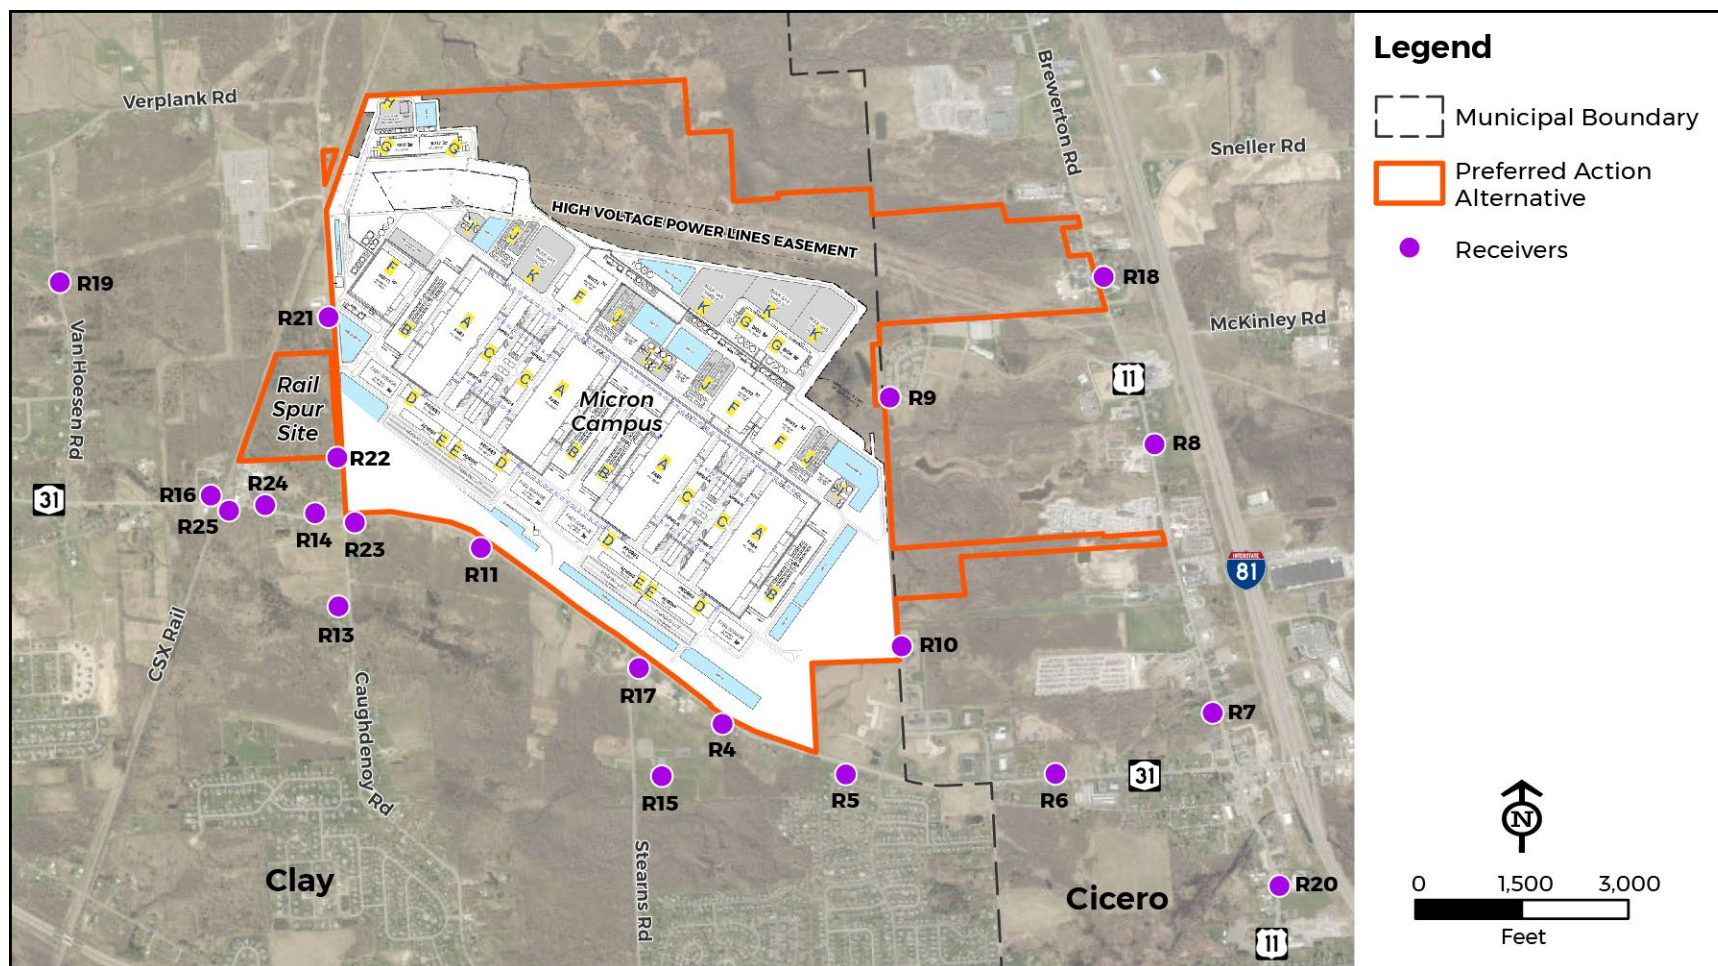 Legend
Municipal Boundary
Preferred Action
Alternative
Receivers
Verplank Rd
Brewerton Rd
Sneller Rd
McKinley Rd
Van Hoesen Rd
HIGH VOLTAGE POWER LINES EASEMENT
R19
R21
R18
R9
R8
11
Rail
Spur
Site
Micron
Campus
R22
R16
R24
R25
R14
R23
31
R11
R13
INTERSTATE
81
R10
CSX Rail
Caughdenoy Rd
R17
R4
R7
R15
R5
R6
31
Stearns Rd
Clay
Cicero
R20
11
H
G
G
I
J
K
F
B
A
C
C
D
E
E
D
F
J
I
I
J
K
G
K
G
K
A
B
B
F
F
J
I
A
C
C
A
D
E
E
D
B
N
0
1,500
3,000
Feet